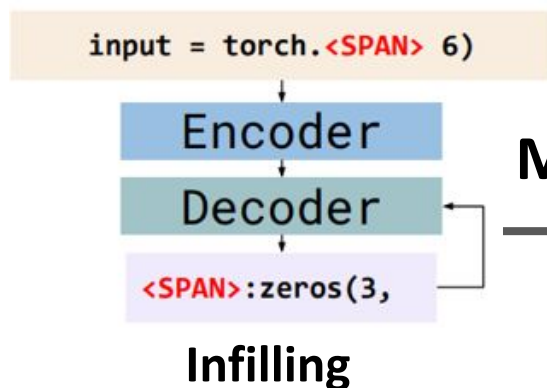 input = torch.<SPAN> 6)
Encoder
M
Decoder
<SPAN>:zeros(3,
Infilling